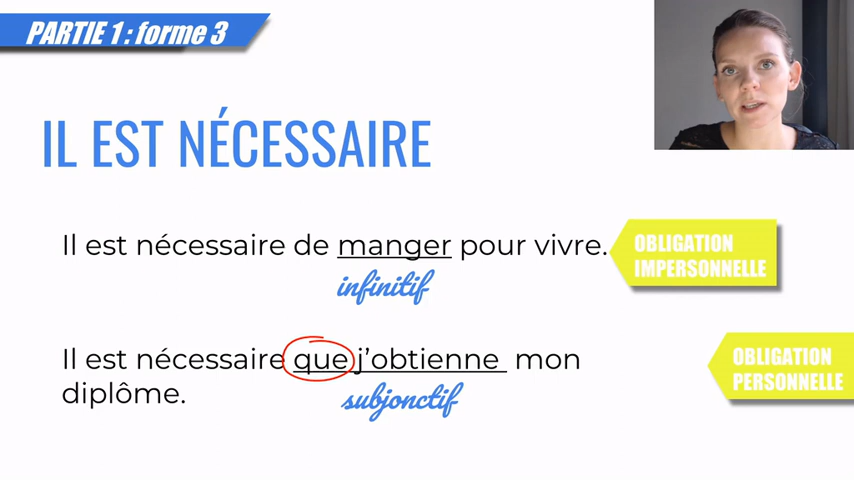 PARTIE 1 : forme 3
IL EST NÉCESSAIRE
Il est nécessaire de manger pour vivre.
OBLIGATION
IMPERSONNELLE
infinitif
Il est nécessaire que j’obtienne mon
diplôme.
OBLIGATION
PERSONNELLE
subjonctif